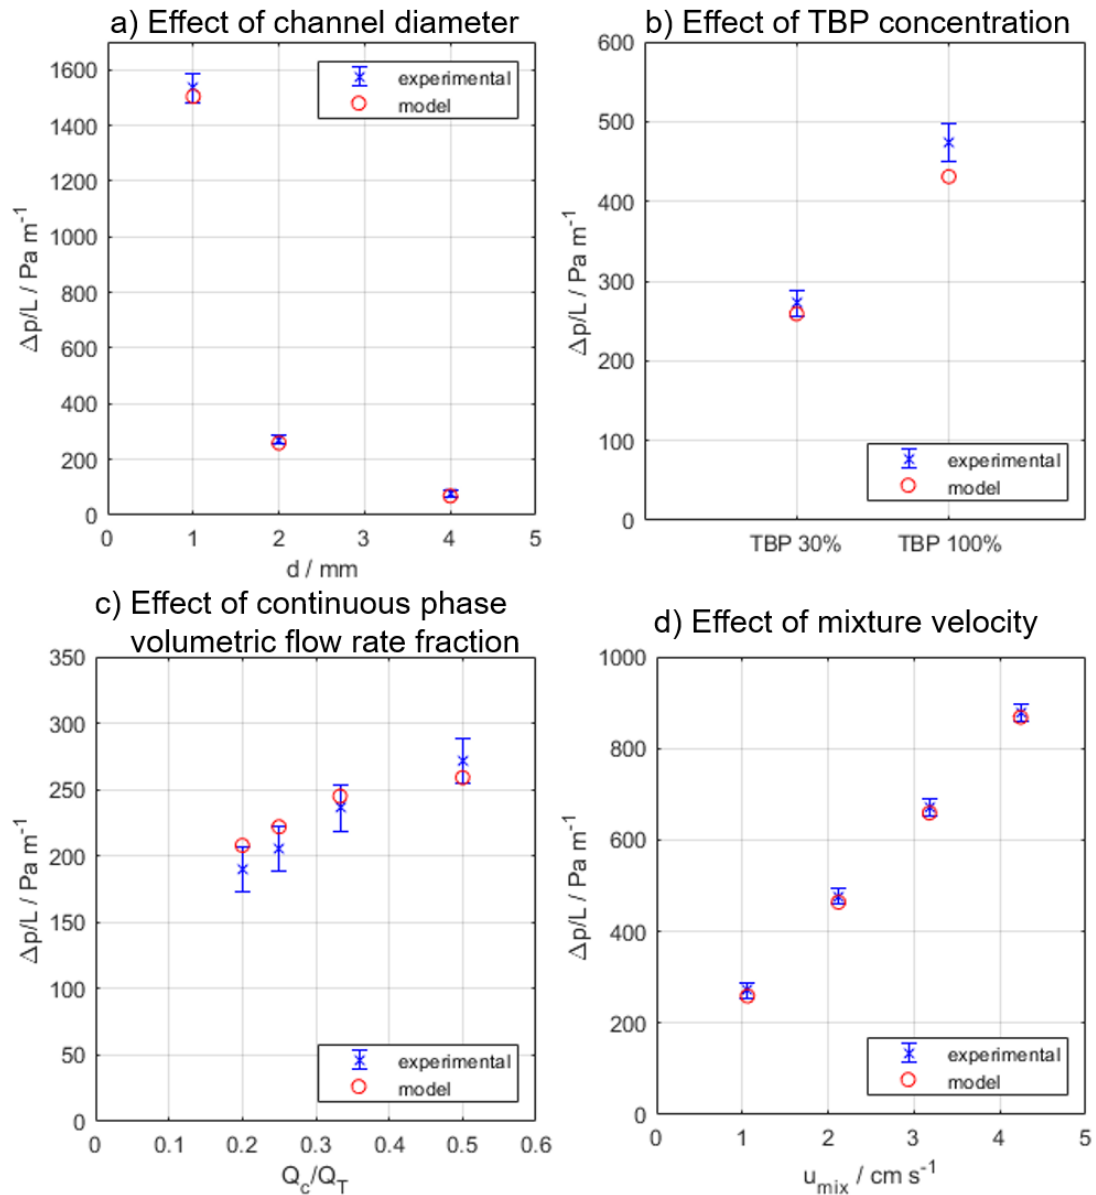 a) Effect of channel diameter
1600
1400
1200
1000
800
600
400
200
0
Δp/L / Pa m⁻¹
experimental
model
0 1 2 3 4 5
d / mm
b) Effect of TBP concentration
600
500
400
300
200
100
0
Δp/L / Pa m⁻¹
experimental
model
TBP 30% TBP 100%
c) Effect of continuous phase
volumetric flow rate fraction
350
300
250
200
150
100
50
0
Δp/L / Pa m⁻¹
experimental
model
0 0.1 0.2 0.3 0.4 0.5 0.6
Q_c/Q_T
d) Effect of mixture velocity
1000
800
600
400
200
0
Δp/L / Pa m⁻¹
experimental
model
0 1 2 3 4 5
u_mix / cm s⁻¹